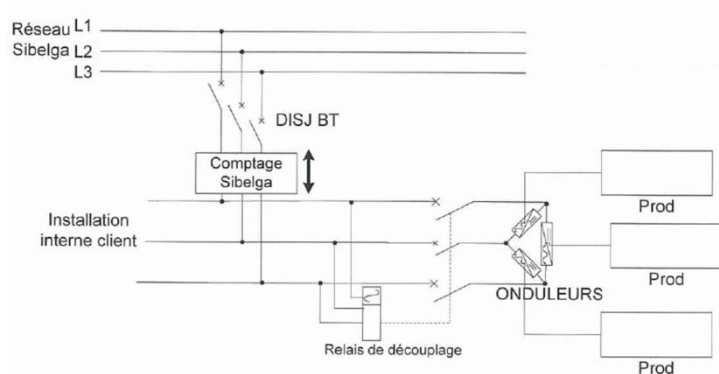 Réseau L1
Sibelga L2
L3
DISJ BT
Comptage
Sibelga
Installation
interne client
Prod
Prod
ONDULEURS
Relais de découplage
Prod